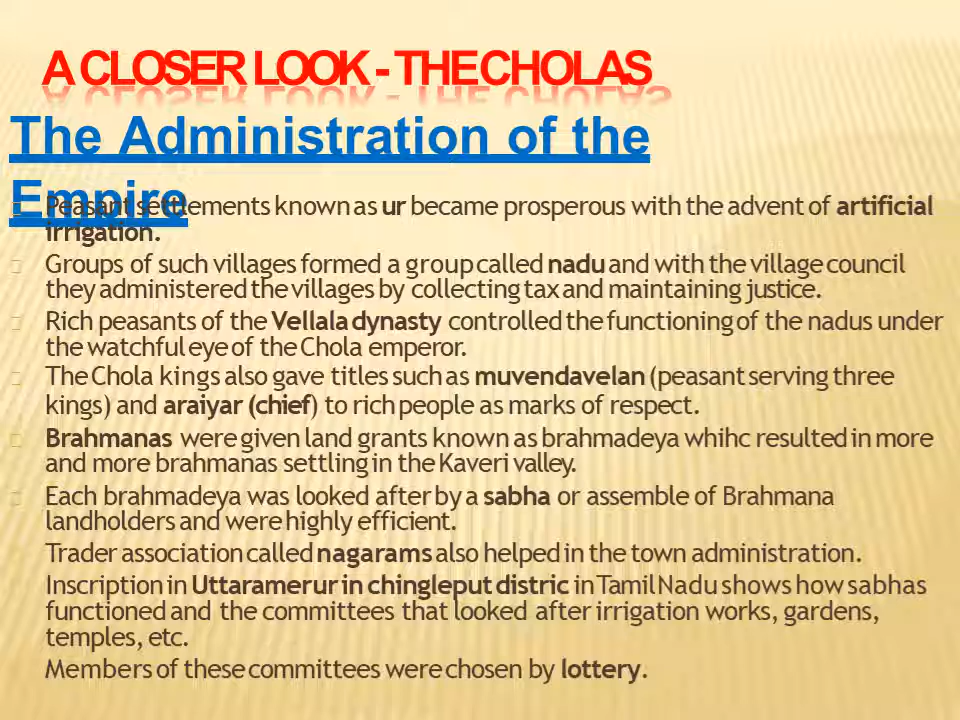 A CLOSER LOOK - THE CHOLAS
The Administration of the
Empire
Peasant settlements known as ur became prosperous with the advent of artificial
irrigation.
Groups of such villages formed a group called nadu and with the village council
they administered the villages by collecting tax and maintaining justice.
Rich peasants of the Vellala dynasty controlled the functioning of the nadus under
the watchful eye of the Chola emperor.
The Chola kings also gave titles such as muvendavelan (peasant serving three
kings) and araiyar (chief) to rich people as marks of respect.
Brahmanas were given land grants known as brahmadeya whihc resulted in more
and more brahmanas settling in the Kaveri valley.
Each brahmadeya was looked after by a sabha or assemble of Brahmana
landholders and were highly efficient.
Trader association called nagarams also helped in the town administration.
Inscription in Uttaramerur in chingleput distric in Tamil Nadu shows how sabhas
functioned and the committees that looked after irrigation works, gardens,
temples, etc.
Members of these committees were chosen by lottery.